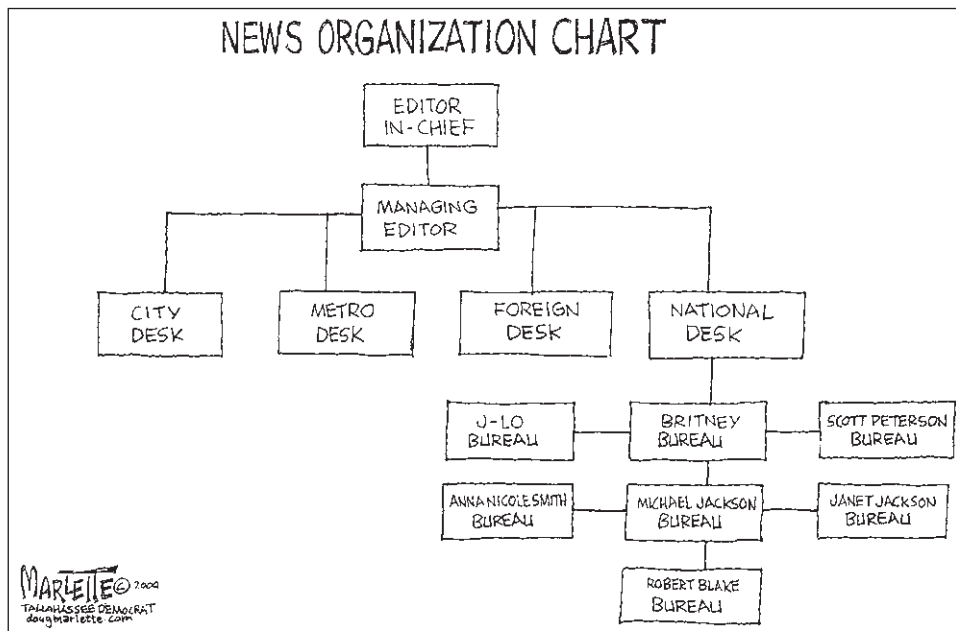 NEWS ORGANIZATION CHART
EDITOR
IN-CHIEF
MANAGING
EDITOR
CITY
DESK
METRO
DESK
FOREIGN
DESK
NATIONAL
DESK
J-LO
BUREAU
BRITNEY
BUREAU
SCOTT PETERSON
BUREAU
ANNA NICOLE SMITH
BUREAU
MICHAEL JACKSON
BUREAU
JANET JACKSON
BUREAU
ROBERT BLAKE
BUREAU
MARLETTE © 2004
TALLAHASSEE DEMOCRAT
dougmarlette.com